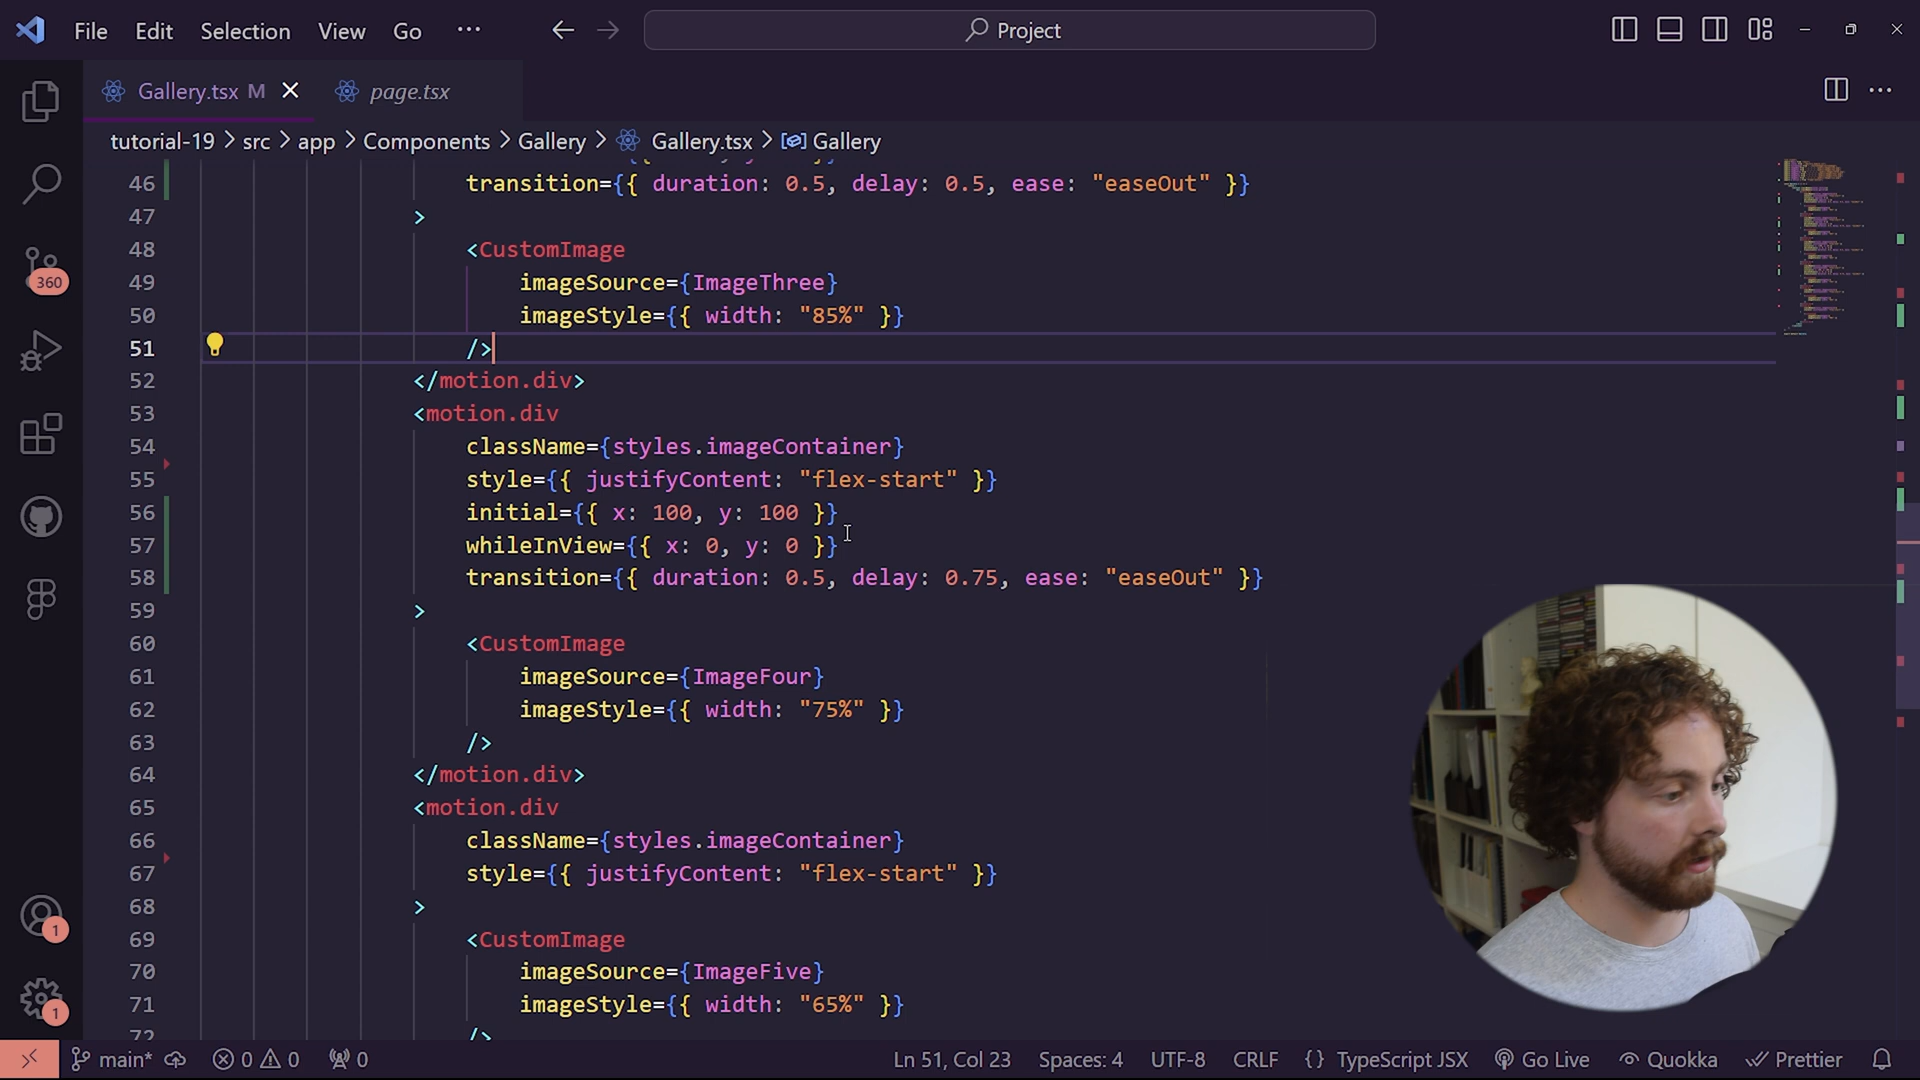 File Edit Selection View Go ··· Project
Gallery.tsx M page.tsx
tutorial-19 > src > app > Components > Gallery > Gallery.tsx > Gallery
46 transition={{ duration: 0.5, delay: 0.5, ease: "easeOut" }}
47 >
48 <CustomImage
49 imageSource={ImageThree}
50 imageStyle={{ width: "85%" }}
51 />
52 </motion.div>
53 <motion.div
54 className={styles.imageContainer}
55 style={{ justifyContent: "flex-start" }}
56 initial={{ x: 100, y: 100 }}
57 whileInView={{ x: 0, y: 0 }}
58 transition={{ duration: 0.5, delay: 0.75, ease: "easeOut" }}
59 >
60 <CustomImage
61 imageSource={ImageFour}
62 imageStyle={{ width: "75%" }}
63 />
64 </motion.div>
65 <motion.div
66 className={styles.imageContainer}
67 style={{ justifyContent: "flex-start" }}
68 >
69 <CustomImage
70 imageSource={ImageFive}
71 imageStyle={{ width: "65%" }}
72 />
360
1
1
main* 0 0 0 Ln 51, Col 23 Spaces: 4 UTF-8 CRLF {} TypeScript JSX Go Live Quokka Prettier